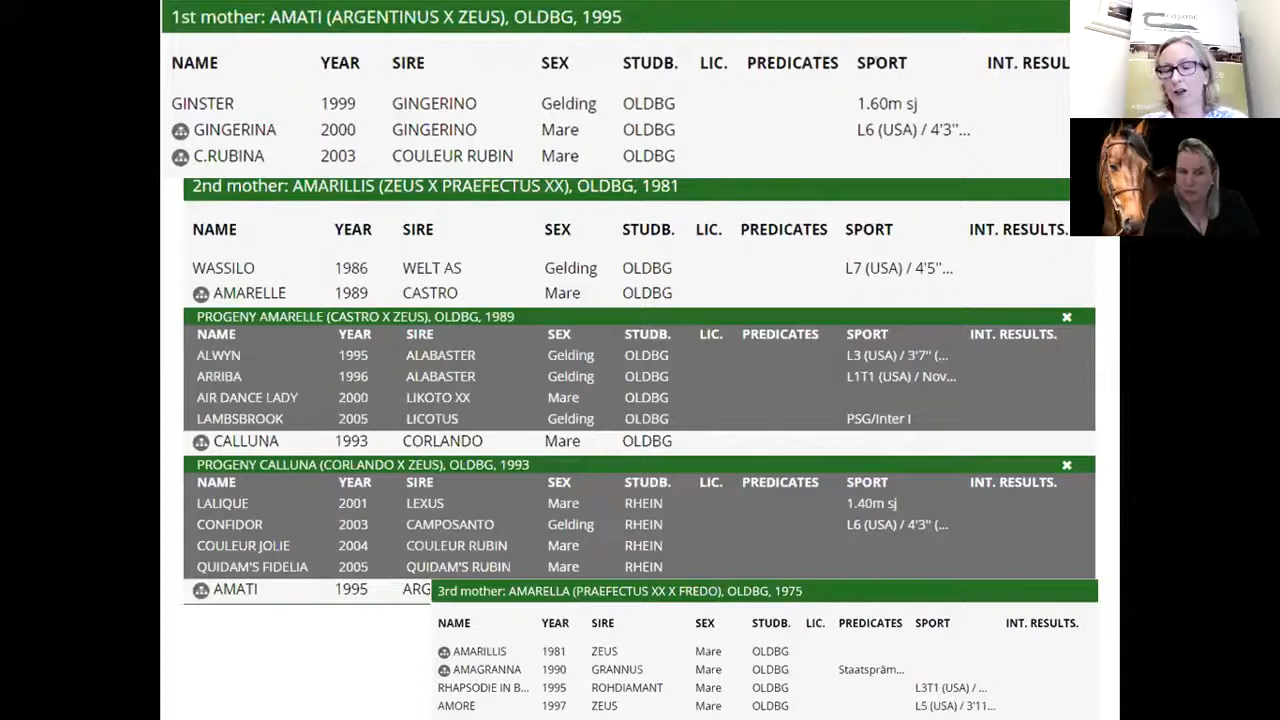 1st mother: AMATI (ARGENTINUS X ZEUS), OLDBG, 1995
NAME YEAR SIRE SEX STUDB. LIC. PREDICATES SPORT INT. RESUL
GINSTER 1999 GINGERINO Gelding OLDBG 1.60m sj
GINGERINA 2000 GINGERINO Mare OLDBG L6 (USA) / 4'3"...
C.RUBINA 2003 COULEUR RUBIN Mare OLDBG
2nd mother: AMARILLIS (ZEUS X PRAEFECTUS XX), OLDBG, 1981
NAME YEAR SIRE SEX STUDB. LIC. PREDICATES SPORT INT. RESULTS.
WASSILO 1986 WELT AS Gelding OLDBG L7 (USA) / 4'5"...
AMARELLE 1989 CASTRO Mare OLDBG
PROGENY AMARELLE (CASTRO X ZEUS), OLDBG, 1989
NAME YEAR SIRE SEX STUDB. LIC. PREDICATES SPORT INT. RESULTS.
ALWYN 1995 ALABASTER Gelding OLDBG L3 (USA) / 3'7" (...
ARRIBA 1996 ALABASTER Gelding OLDBG L1T1 (USA) / Nov...
AIR DANCE LADY 2000 LIKOTO XX Mare OLDBG
LAMBSBROOK 2005 LICOTUS Gelding OLDBG PSG/Inter I
CALLUNA 1993 CORLANDO Mare OLDBG
PROGENY CALLUNA (CORLANDO X ZEUS), OLDBG, 1993
NAME YEAR SIRE SEX STUDB. LIC. PREDICATES SPORT INT. RESULTS.
LALIQUE 2001 LEXUS Mare RHEIN 1.40m sj
CONFIDOR 2003 CAMPOSANTO Gelding RHEIN L6 (USA) / 4'3" (...
COULEUR JOLIE 2004 COULEUR RUBIN Mare RHEIN
QUIDAM'S FIDELIA 2005 QUIDAM'S RUBIN Mare RHEIN
AMATI 1995 ARG
3rd mother: AMARELLA (PRAEFECTUS XX X FREDO), OLDBG, 1975
NAME YEAR SIRE SEX STUDB. LIC. PREDICATES SPORT INT. RESULTS.
AMARILLIS 1981 ZEUS Mare OLDBG
AMAGRANNA 1990 GRANNUS Mare OLDBG Staatspräm...
RHAPSODIE IN B... 1995 ROHDIAMANT Mare OLDBG L3T1 (USA) / ...
AMORE 1997 ZEUS Mare OLDBG L5 (USA) / 3'11...